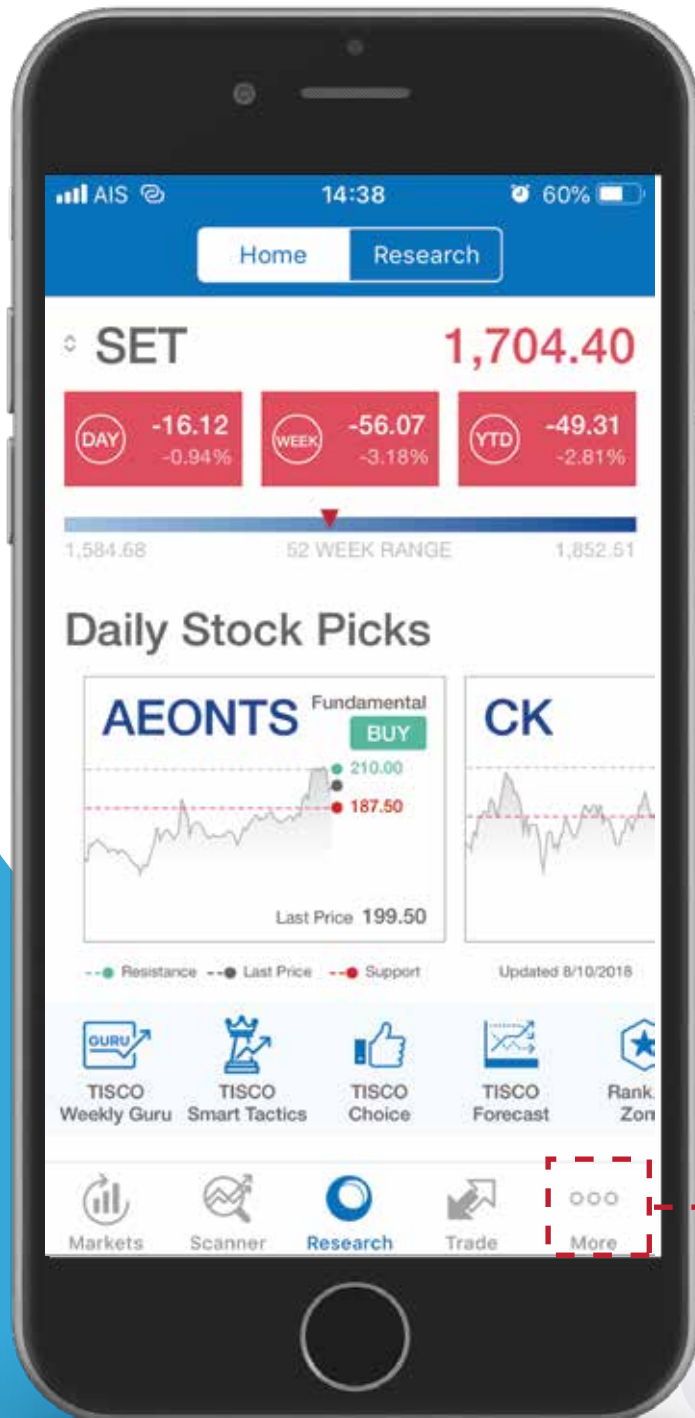 AIS 14:38 60%
Home Research
SET 1,704.40
DAY -16.12 -0.94%
WEEK -56.07 -3.18%
YTD -49.31 -2.81%
1,584.68 52 WEEK RANGE 1,852.51
Daily Stock Picks
AEONTS Fundamental
BUY
210.00
187.50
Last Price 199.50
CK
Resistance Last Price Support Updated 8/10/2018
GURU
TISCO Weekly Guru
TISCO Smart Tactics
TISCO Choice
TISCO Forecast
Rank.
Zon
Markets Scanner Research Trade More